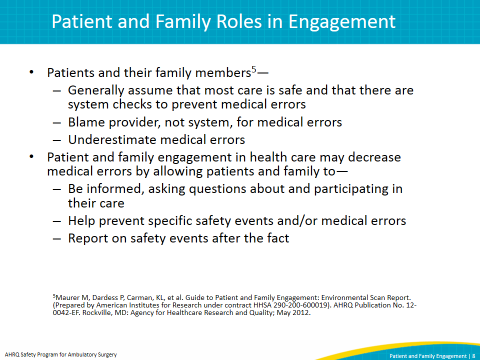 Patient and Family Roles in Engagement
• Patients and their family members5—
– Generally assume that most care is safe and that there are
system checks to prevent medical errors
– Blame provider, not system, for medical errors
– Underestimate medical errors
• Patient and family engagement in health care may decrease
medical errors by allowing patients and family to—
– Be informed, asking questions about and participating in
their care
– Help prevent specific safety events and/or medical errors
– Report on safety events after the fact
5Maurer M, Dardess P, Carman, KL, et al. Guide to Patient and Family Engagement: Environmental Scan Report.
(Prepared by American Institutes for Research under contract HHSA 290-200-600019). AHRQ Publication No. 12-
0042-EF. Rockville, MD: Agency for Healthcare Research and Quality; May 2012.
AHRQ Safety Program for Ambulatory Surgery
Patient and Family Engagement | 8